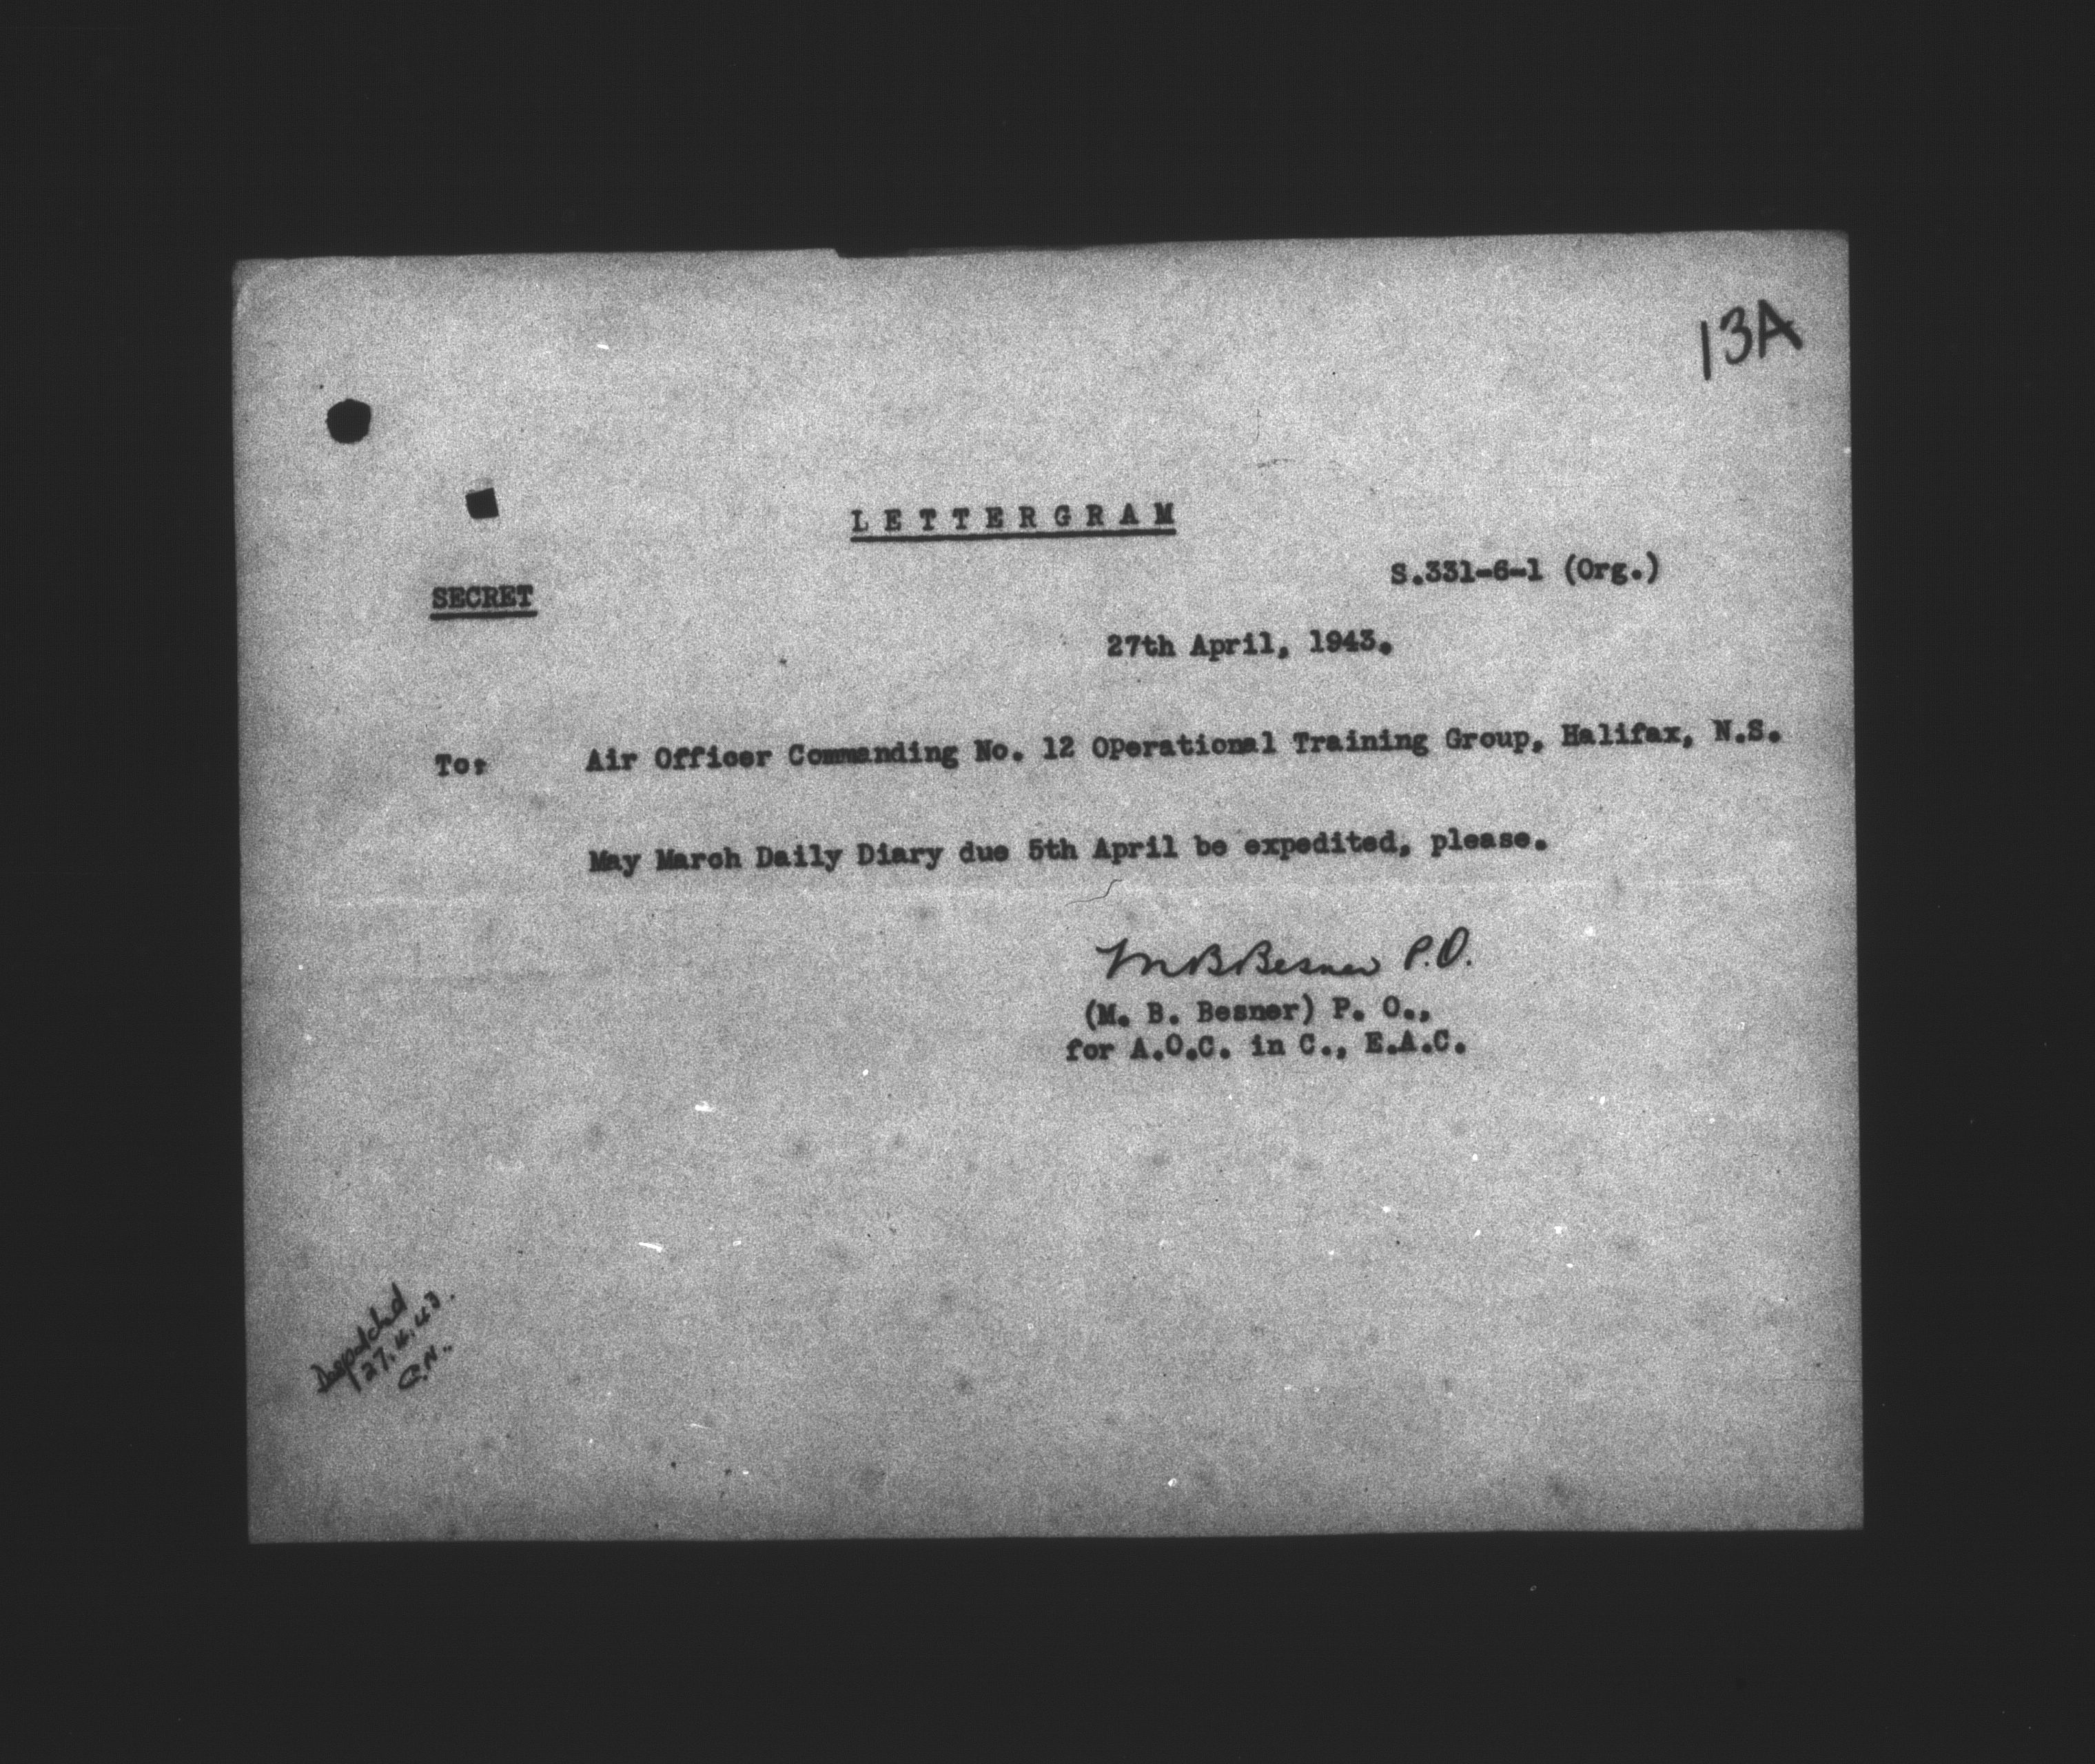 13A
L E T T E R G R A M
S.331-6-1 (Org.)
SECRET
27th April, 1943.
To: Air Officer Commanding No. 12 Operational Training Group, Halifax, N.S.
May March Daily Diary due 5th April be expedited, please.
M B Besner P.O.
(M. B. Besner) P. O.,
for A.O.C. in C., E.A.C.
Despatched
27.4.43.
C.N..